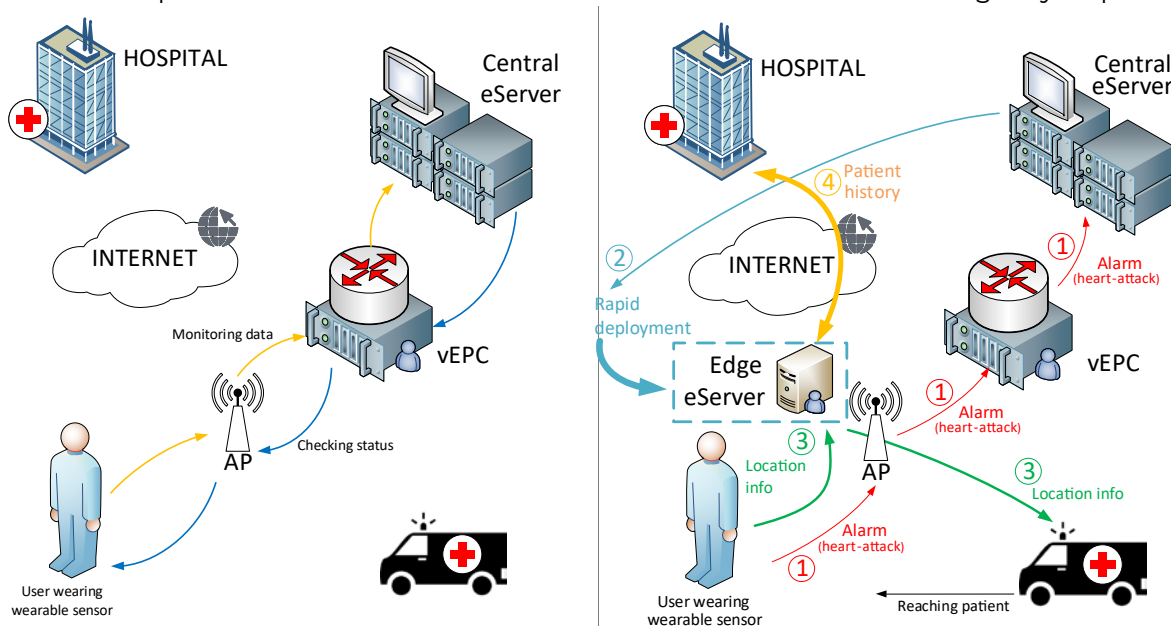 HOSPITAL
Central
eServer
INTERNET
Monitoring data
vEPC
AP
Checking status
User wearing
wearable sensor
HOSPITAL
Central
eServer
④ Patient
history
②
INTERNET
①
Alarm
(heart-attack)
Rapid
deployment
Edge
eServer
vEPC
①
Alarm
(heart-attack)
AP
③
Location
info
③
Location info
Alarm
(heart-attack)
①
Reaching patient
User wearing
wearable sensor